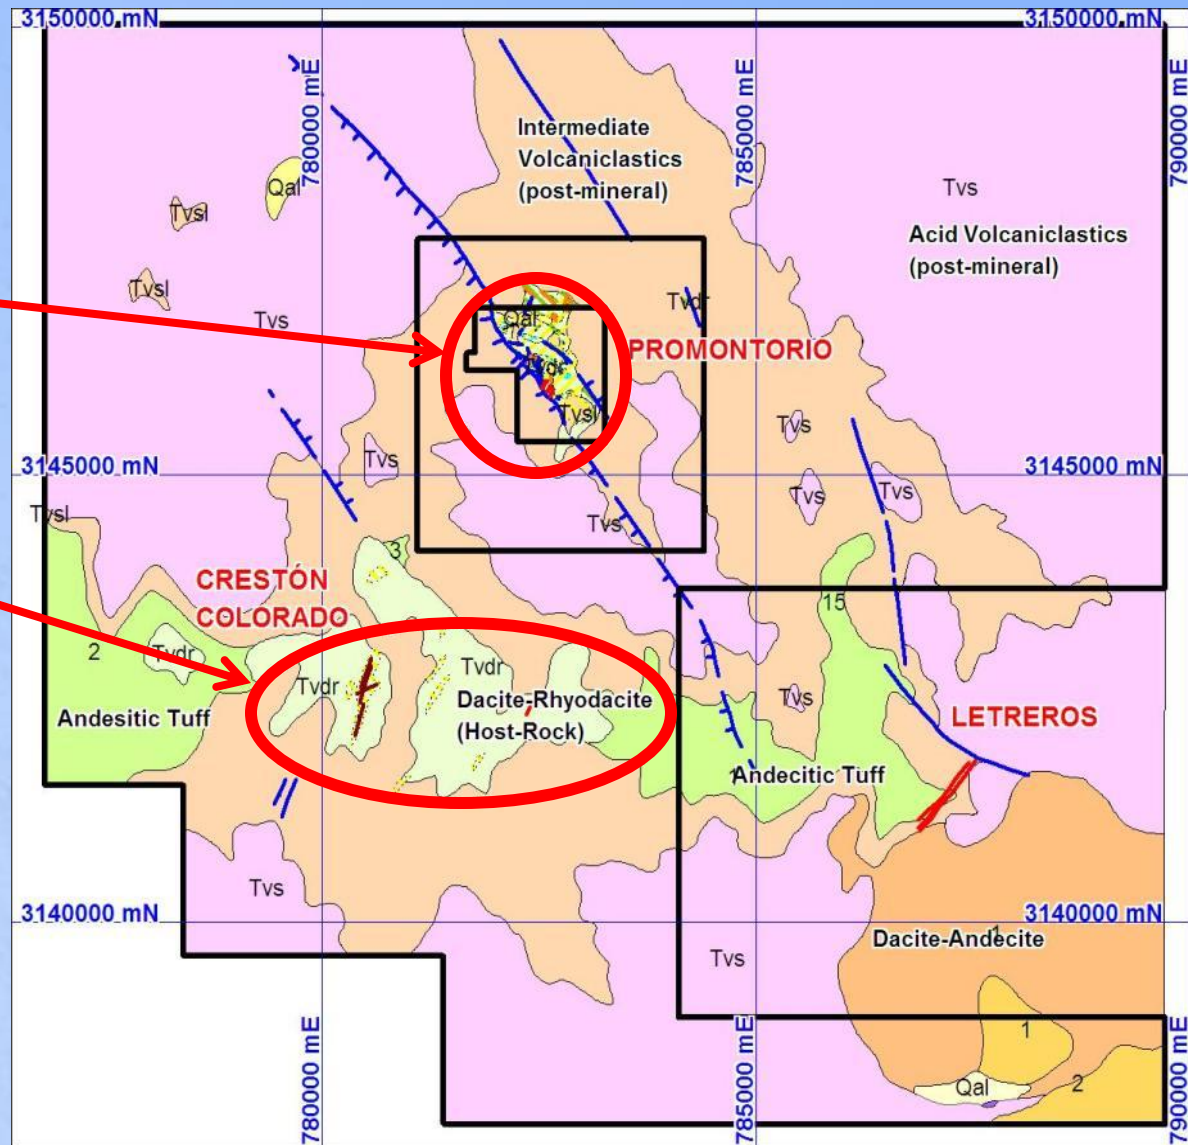 3150000 mN
3150000 mN
780000 mE
785000 mE
790000 mE
Intermediate
Volcaniclastics
(post-mineral)
Qal
Tvs
Tvsl
Acid Volcaniclastics
(post-mineral)
Tvsl
Tvdr
Tvs
Qal
PROMONTORIO
Tvdr
Tvsl
Tvs
Tvs
3145000 mN
3145000 mN
Tvs
Tvs
Tvsl
Tvs
3
CRESTÓN
COLORADO
15
2
Tvdr
Tvdr
Tvdr
Tvs
Dacite-Rhyodacite
(Host-Rock)
Andesitic Tuff
LETREROS
Andecitic Tuff
Tvs
3140000 mN
3140000 mN
Dacite-Andecite
Tvs
1
Qal
2
780000 mE
785000 mE
790000 mE